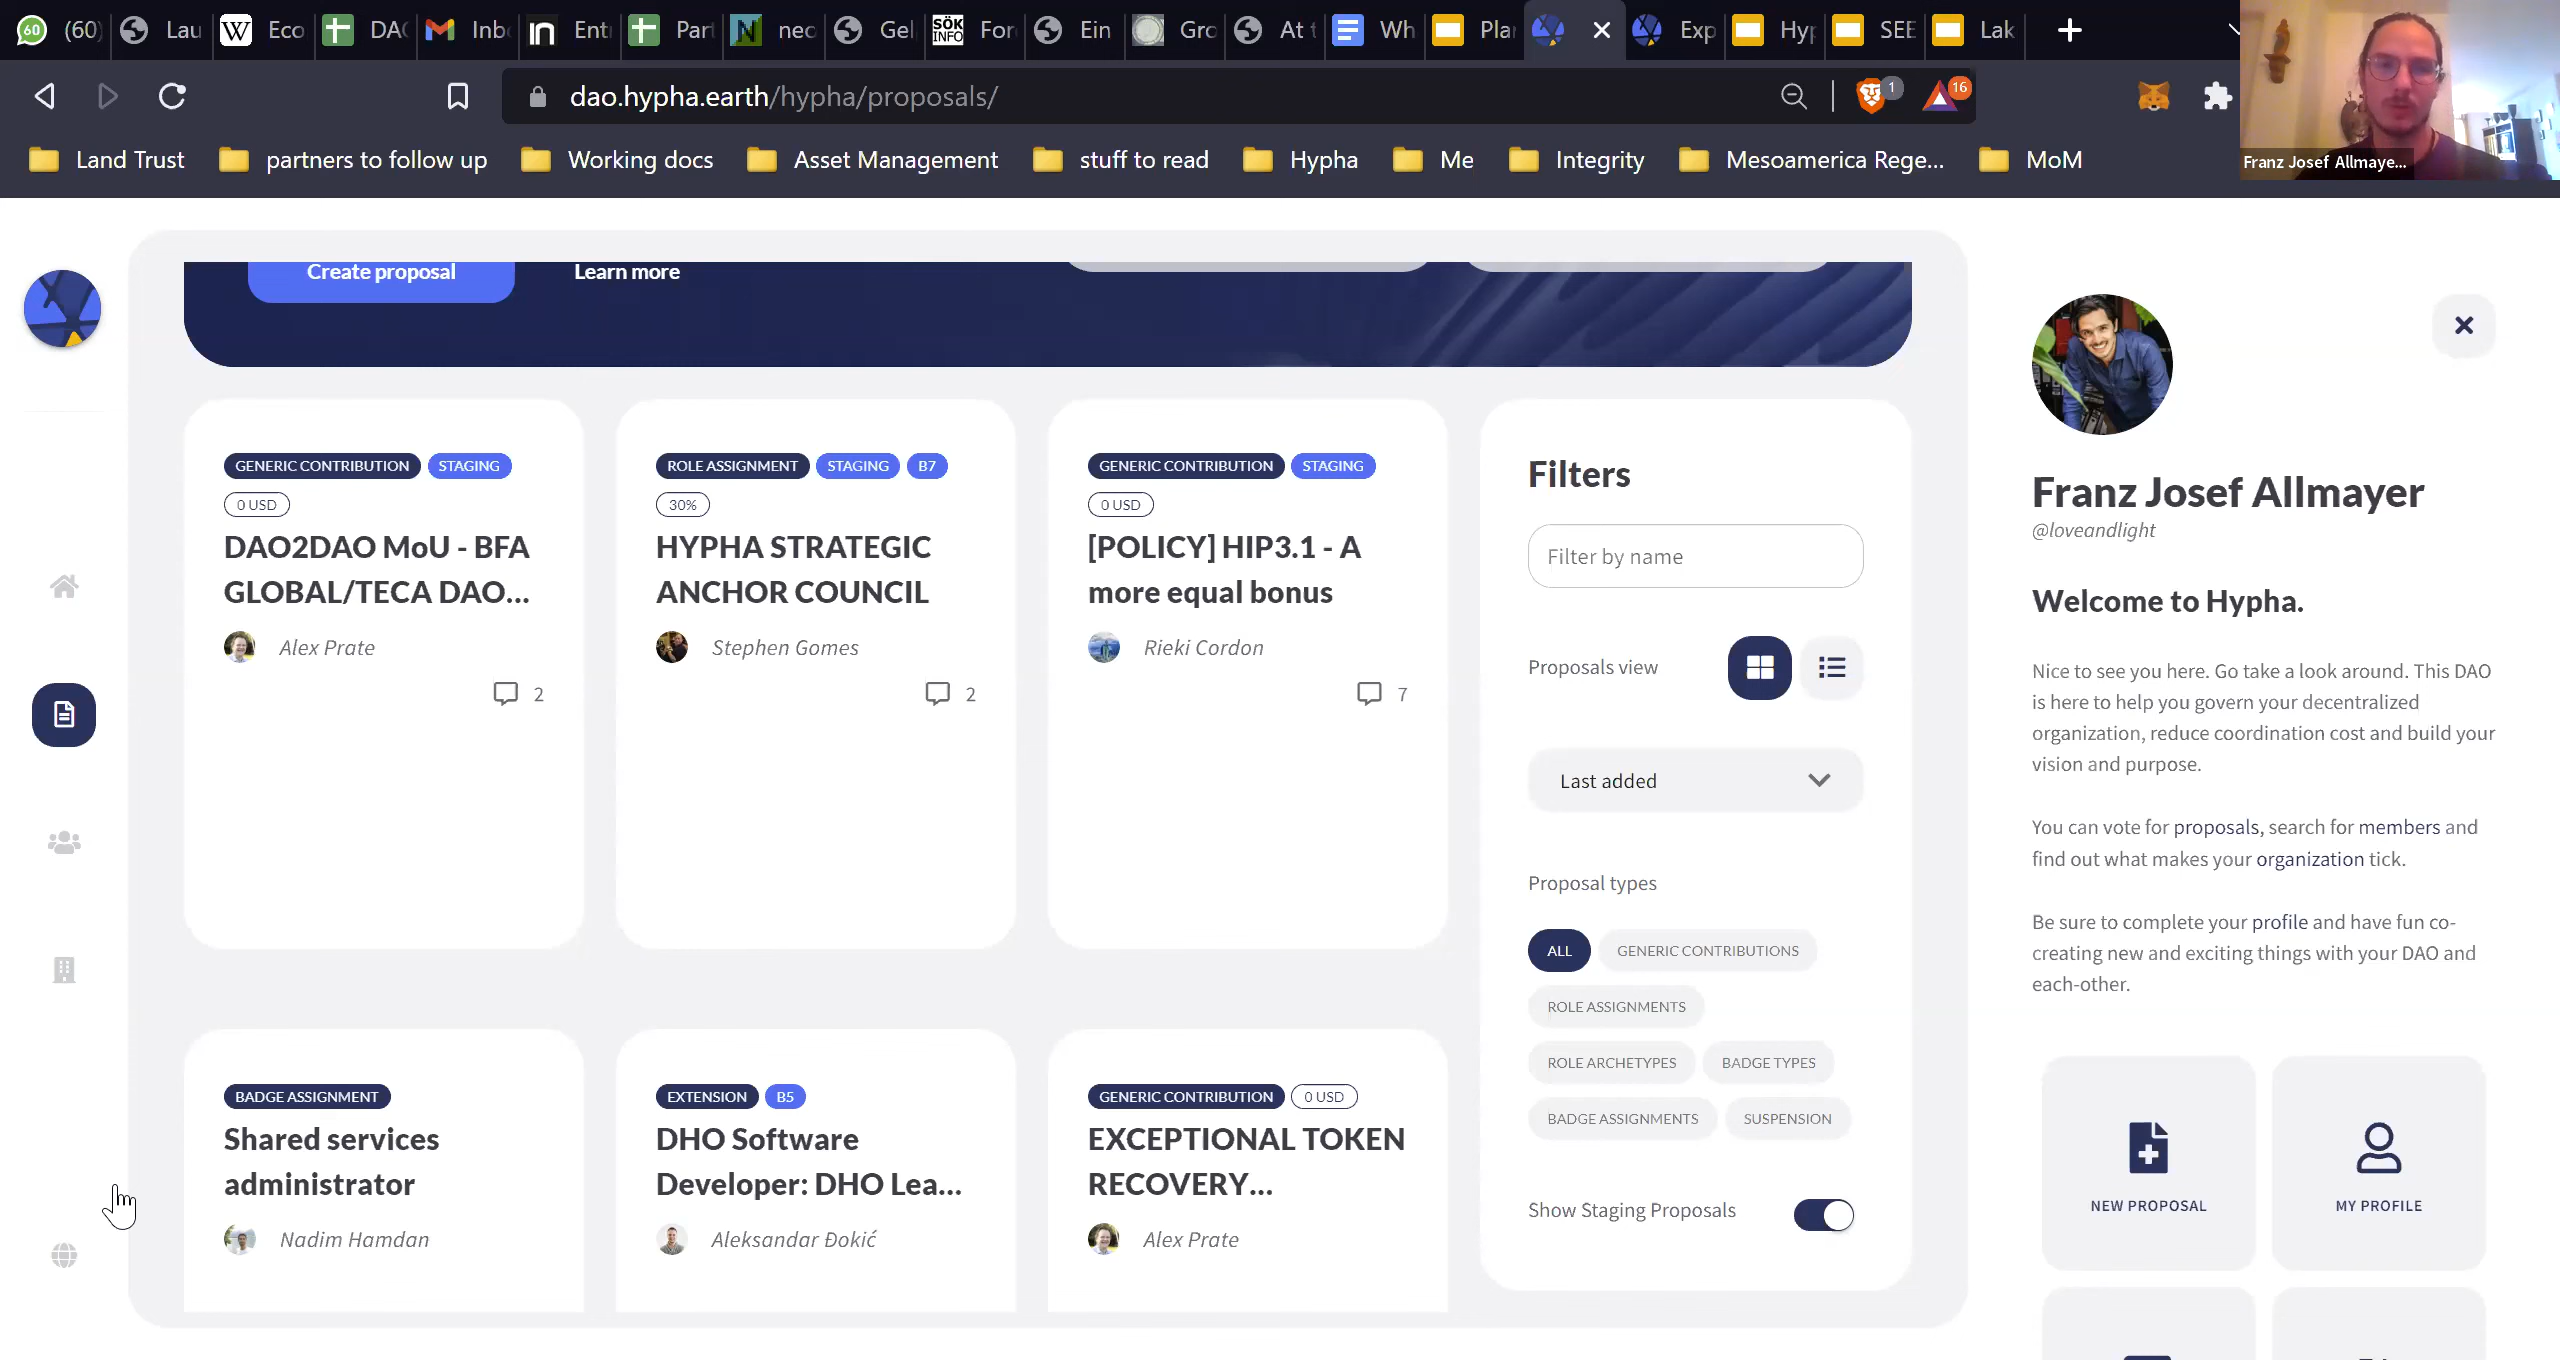 60
(60)
Lau
Eco
DAO
Inb
in
Ent
Part
N
neo
Gel
SÖK
INFO
For
Ein
Gro
At t
Wh
Pla
Exp
Hyp
SEE
Lak
dao.hypha.earth/hypha/proposals/
1
16
Land Trust
partners to follow up
Working docs
Asset Management
stuff to read
Hypha
Me
Integrity
Mesoamerica Rege...
MoM
Franz Josef Allmaye...
Create proposal
Learn more
GENERIC CONTRIBUTION STAGING
0 USD
DAO2DAO MoU - BFA
GLOBAL/TECA DAO...
Alex Prate
2
ROLE ASSIGNMENT STAGING B7
30%
HYPHA STRATEGIC
ANCHOR COUNCIL
Stephen Gomes
2
GENERIC CONTRIBUTION STAGING
0 USD
[POLICY] HIP3.1 - A
more equal bonus
Rieki Cordon
7
BADGE ASSIGNMENT
Shared services
administrator
Nadim Hamdan
EXTENSION B5
DHO Software
Developer: DHO Lea...
Aleksandar Đokić
GENERIC CONTRIBUTION 0 USD
EXCEPTIONAL TOKEN
RECOVERY...
Alex Prate
Filters
Filter by name
Proposals view
Last added
Proposal types
ALL GENERIC CONTRIBUTIONS
ROLE ASSIGNMENTS
ROLE ARCHETYPES BADGE TYPES
BADGE ASSIGNMENTS SUSPENSION
Show Staging Proposals
Franz Josef Allmayer
@loveandlight
Welcome to Hypha.
Nice to see you here. Go take a look around. This DAO
is here to help you govern your decentralized
organization, reduce coordination cost and build your
vision and purpose.
You can vote for proposals, search for members and
find out what makes your organization tick.
Be sure to complete your profile and have fun co-
creating new and exciting things with your DAO and
each-other.
NEW PROPOSAL
MY PROFILE